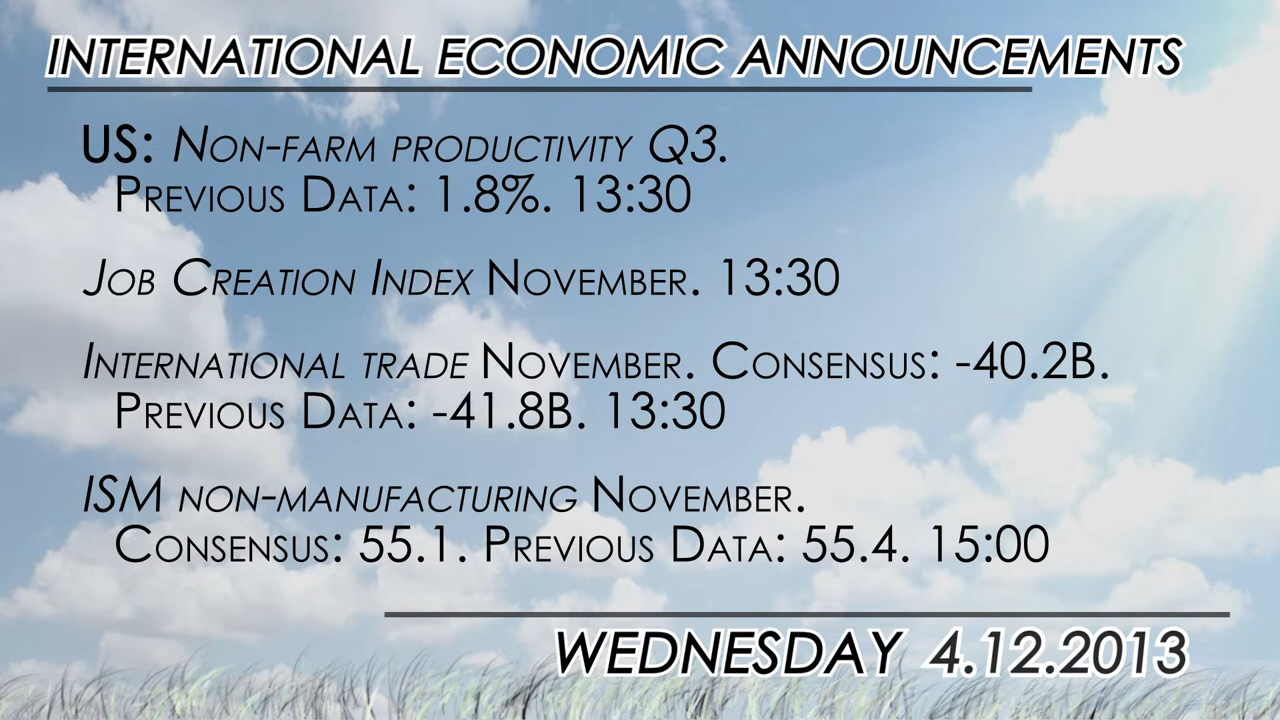 INTERNATIONAL ECONOMIC ANNOUNCEMENTS
US: Non-farm productivity Q3.
Previous Data: 1.8%. 13:30
Job Creation Index November. 13:30
International trade November. Consensus: -40.2B.
Previous Data: -41.8B. 13:30
ISM non-manufacturing November.
Consensus: 55.1. Previous Data: 55.4. 15:00
WEDNESDAY 4.12.2013